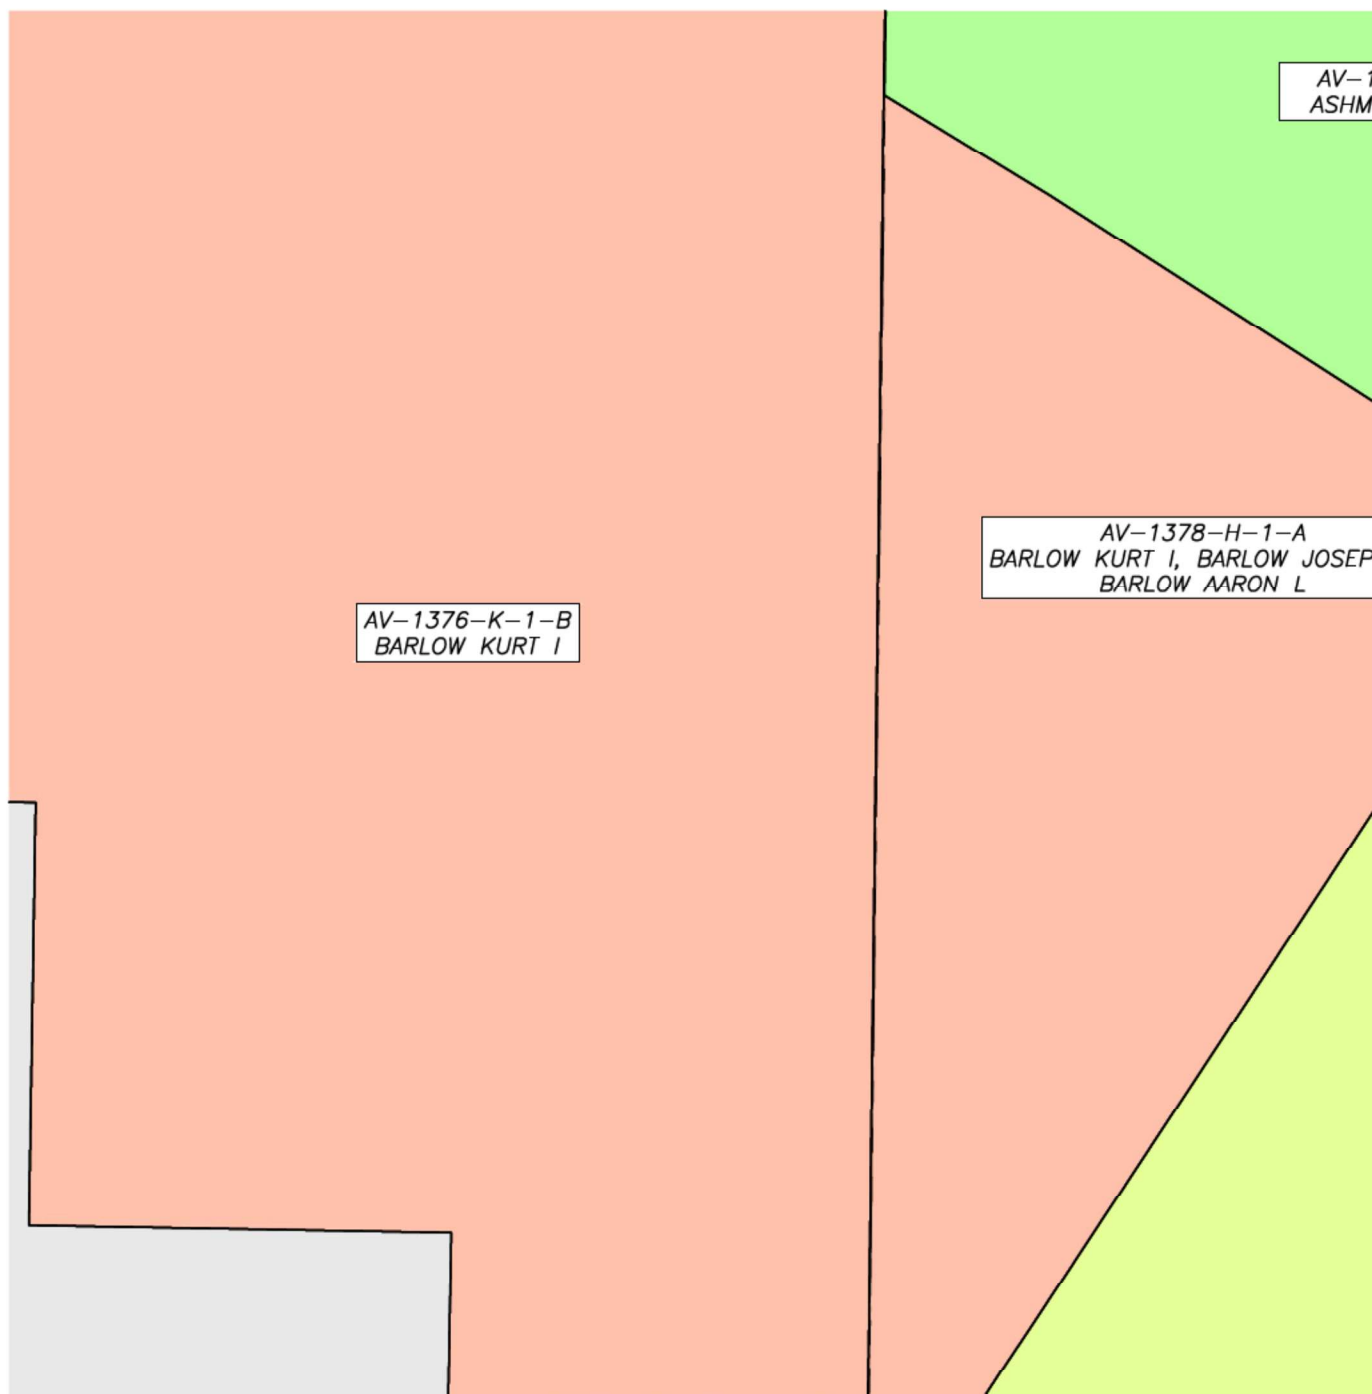 AV-1
ASHM
AV-1378-H-1-A
BARLOW KURT I, BARLOW JOSEP
BARLOW AARON L
AV-1376-K-1-B
BARLOW KURT I